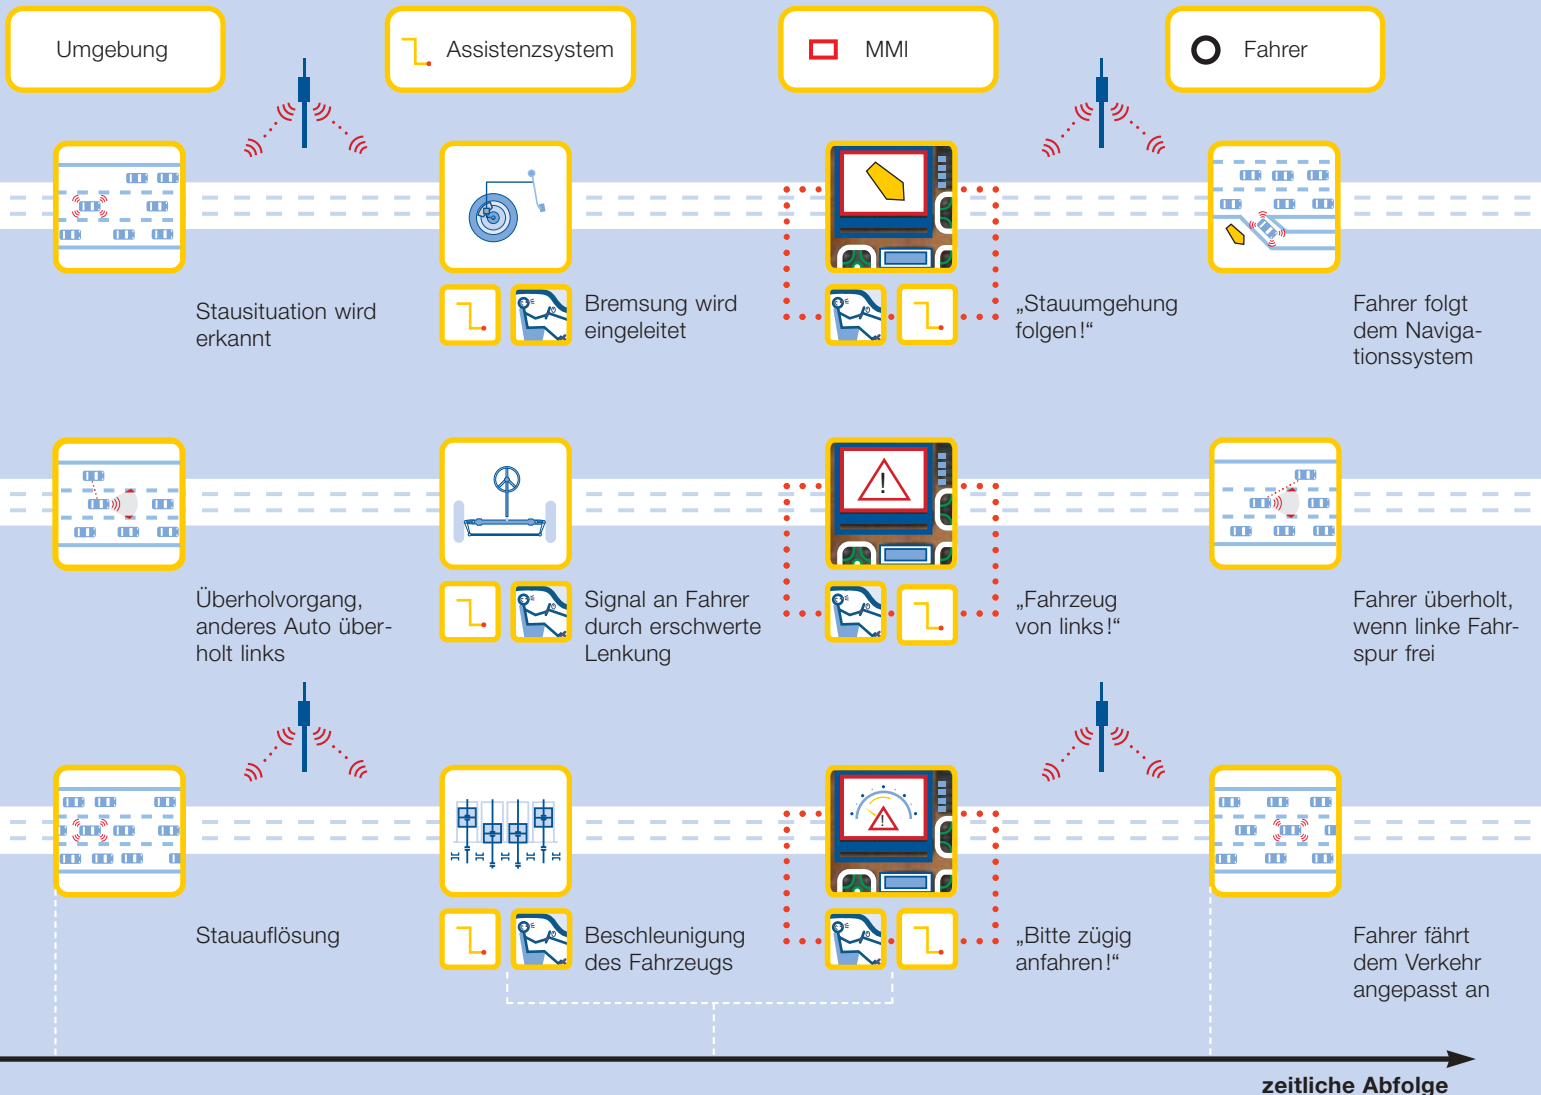 Umgebung
Assistenzsystem
MMI
Fahrer
Stausituation wird
erkannt
Bremsung wird
eingeleitet
„Stauumgehung
folgen!“
Fahrer folgt
dem Naviga-
tionssystem
Überholvorgang,
anderes Auto über-
holt links
Signal an Fahrer
durch erschwerte
Lenkung
!
„Fahrzeug
von links!“
Fahrer überholt,
wenn linke Fahr-
spur frei
Stauauflösung
Beschleunigung
des Fahrzeugs
!
„Bitte zügig
anfahren!“
Fahrer fährt
dem Verkehr
angepasst an
zeitliche Abfolge